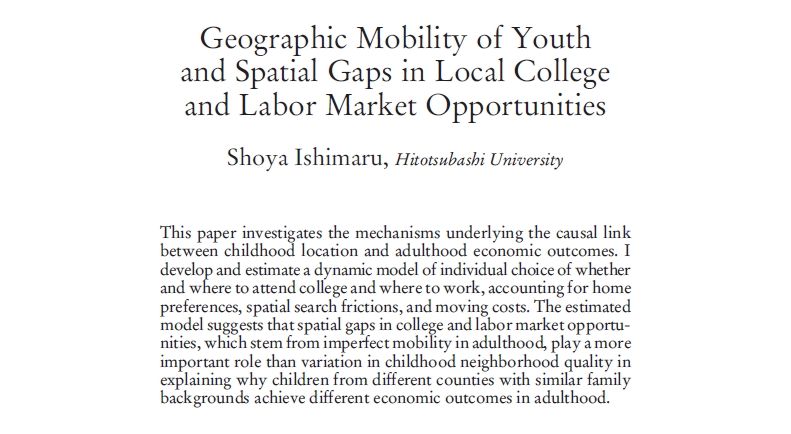 Geographic Mobility of Youth
and Spatial Gaps in Local College
and Labor Market Opportunities
Shoya Ishimaru, Hitotsubashi University
This paper investigates the mechanisms underlying the causal link
between childhood location and adulthood economic outcomes. I
develop and estimate a dynamic model of individual choice of whether
and where to attend college and where to work, accounting for home
preferences, spatial search frictions, and moving costs. The estimated
model suggests that spatial gaps in college and labor market opportu-
nities, which stem from imperfect mobility in adulthood, play a more
important role than variation in childhood neighborhood quality in
explaining why children from different counties with similar family
backgrounds achieve different economic outcomes in adulthood.